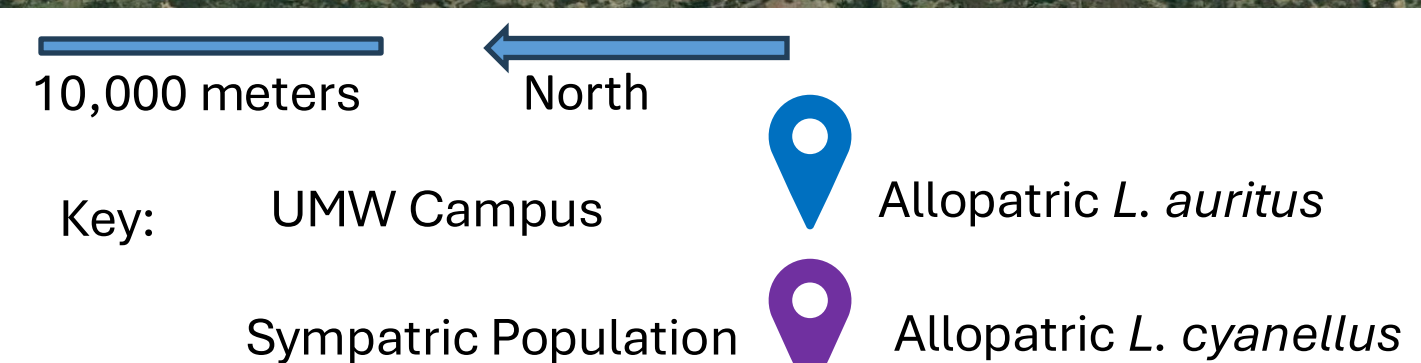 10,000 meters
North
Key:
UMW Campus
Allopatric L. auritus
Sympatric Population
Allopatric L. cyanellus